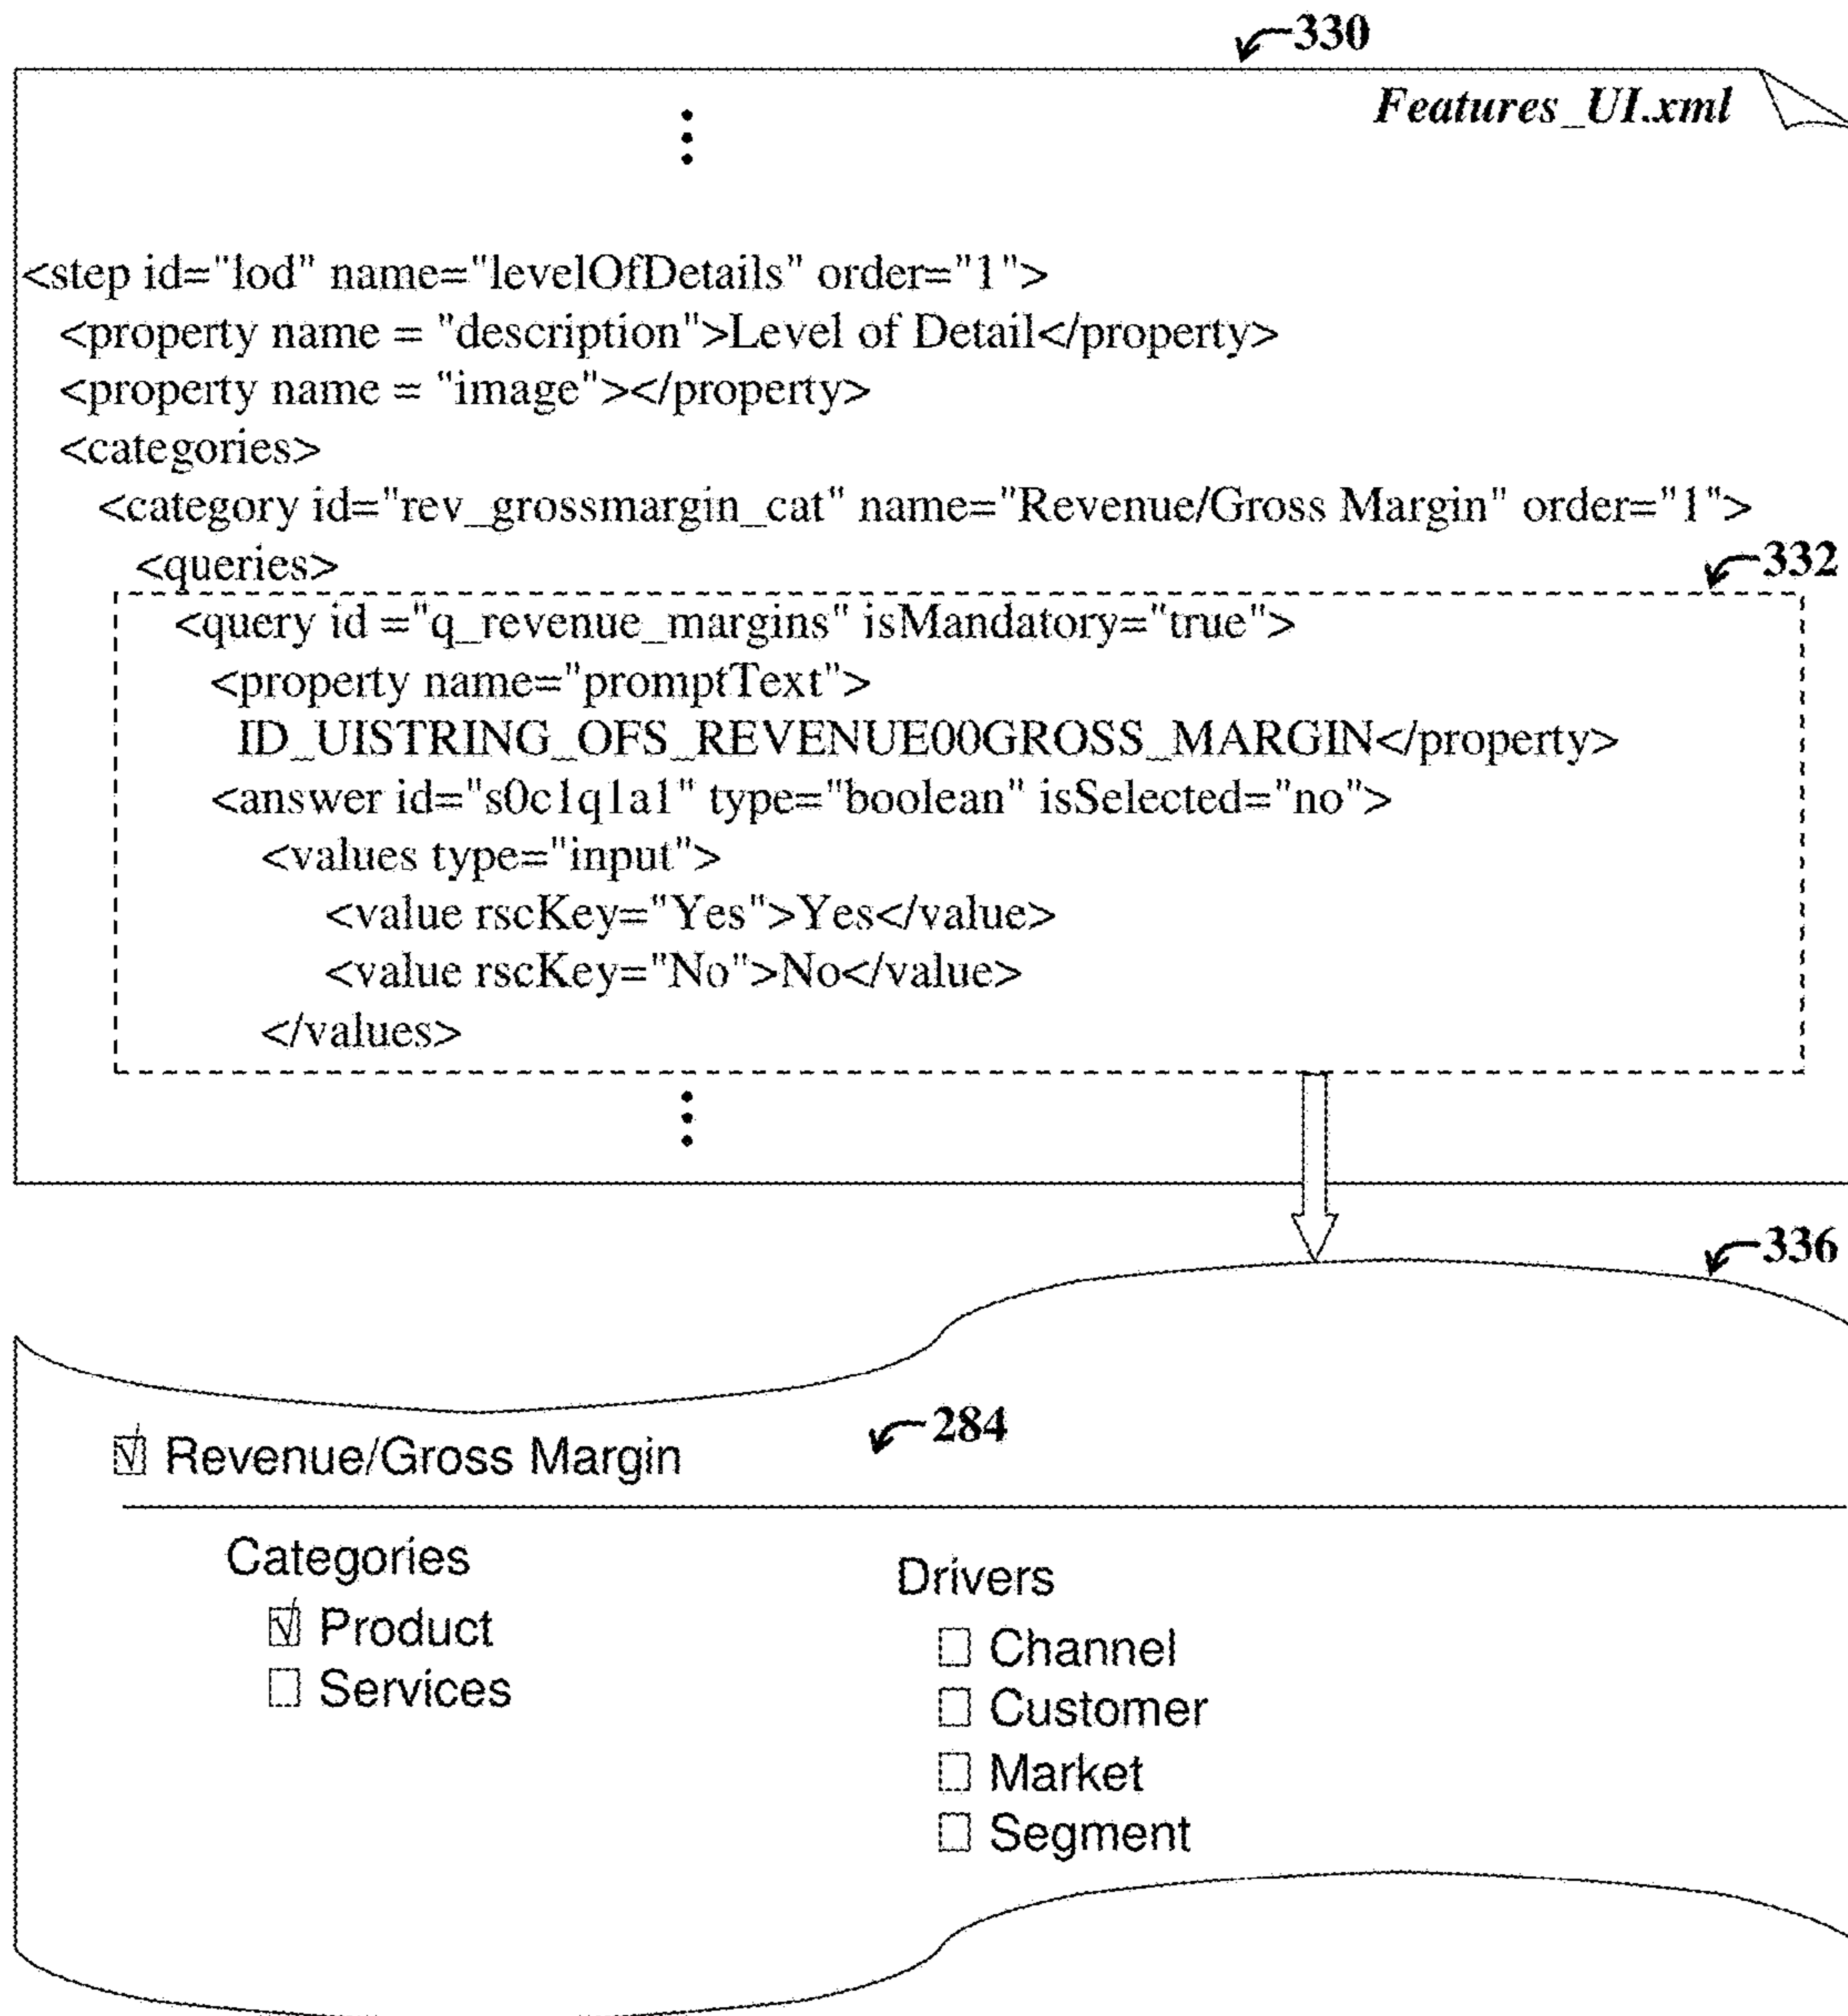 330
Features_UI.xml
<step id="lod" name="levelOfDetails" order="1">
<property name = "description">Level of Detail</property>
<property name = "image"></property>
<categories>
<category id="rev_grossmargin_cat" name="Revenue/Gross Margin" order="1">
<queries>
332
<query id ="q_revenue_margins" isMandatory="true">
<property name="promptText">
ID_UISTRING_OFS_REVENUE00GROSS_MARGIN</property>
<answer id="s0c1q1a1" type="boolean" isSelected="no">
<values type="input">
<value rscKey="Yes">Yes</value>
<value rscKey="No">No</value>
</values>
336
284
Revenue/Gross Margin
Categories
Product
Services
Drivers
Channel
Customer
Market
Segment